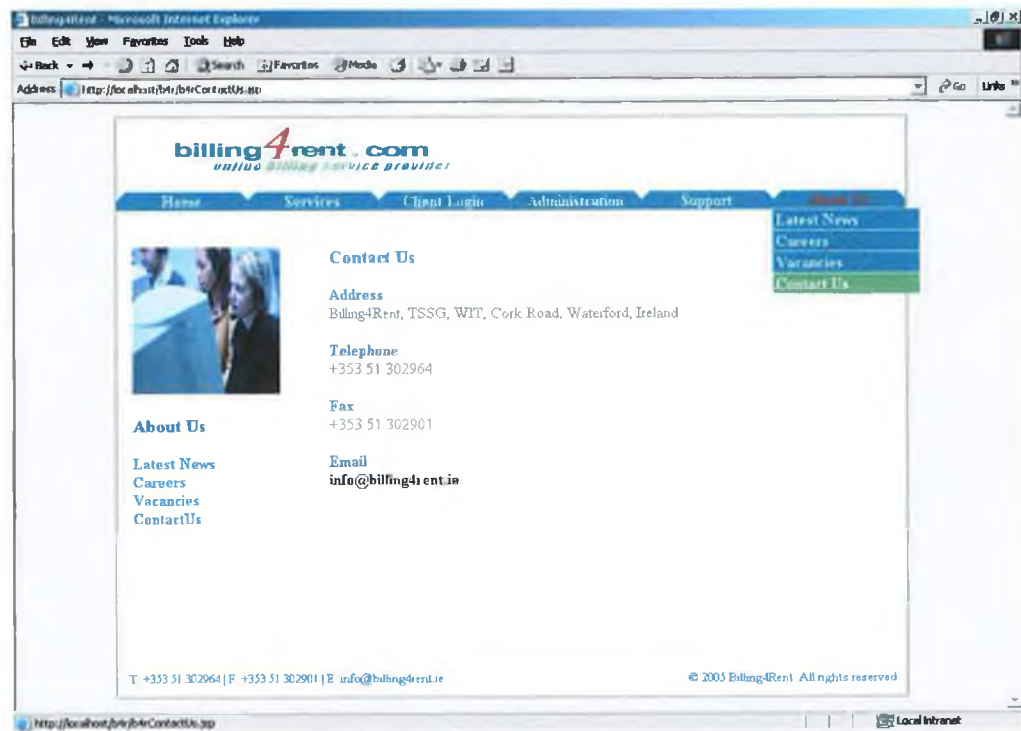 Billing4Rent - Microsoft Internet Explorer
File Edit View Favorites Tools Help
Back Search Favorites Media
Address http://localhost/b4r/b4rContactUs.jsp Go Links
billing4rent.com
online billing service provider
Home Services Client Login Administration Support About Us
Latest News
Careers
Vacancies
Contact Us
Contact Us
Address
Billing4Rent, TSSG, WIT, Cork Road, Waterford, Ireland
Telephone
+353 51 302964
Fax
+353 51 302901
Email
info@billing4rent.ie
About Us
Latest News
Careers
Vacancies
ContactUs
T +353 51 302964 | F +353 51 302901 | E info@billing4rent.ie
© 2005 Billing4Rent All rights reserved
http://localhost/b4r/b4rContactUs.jsp Local intranet